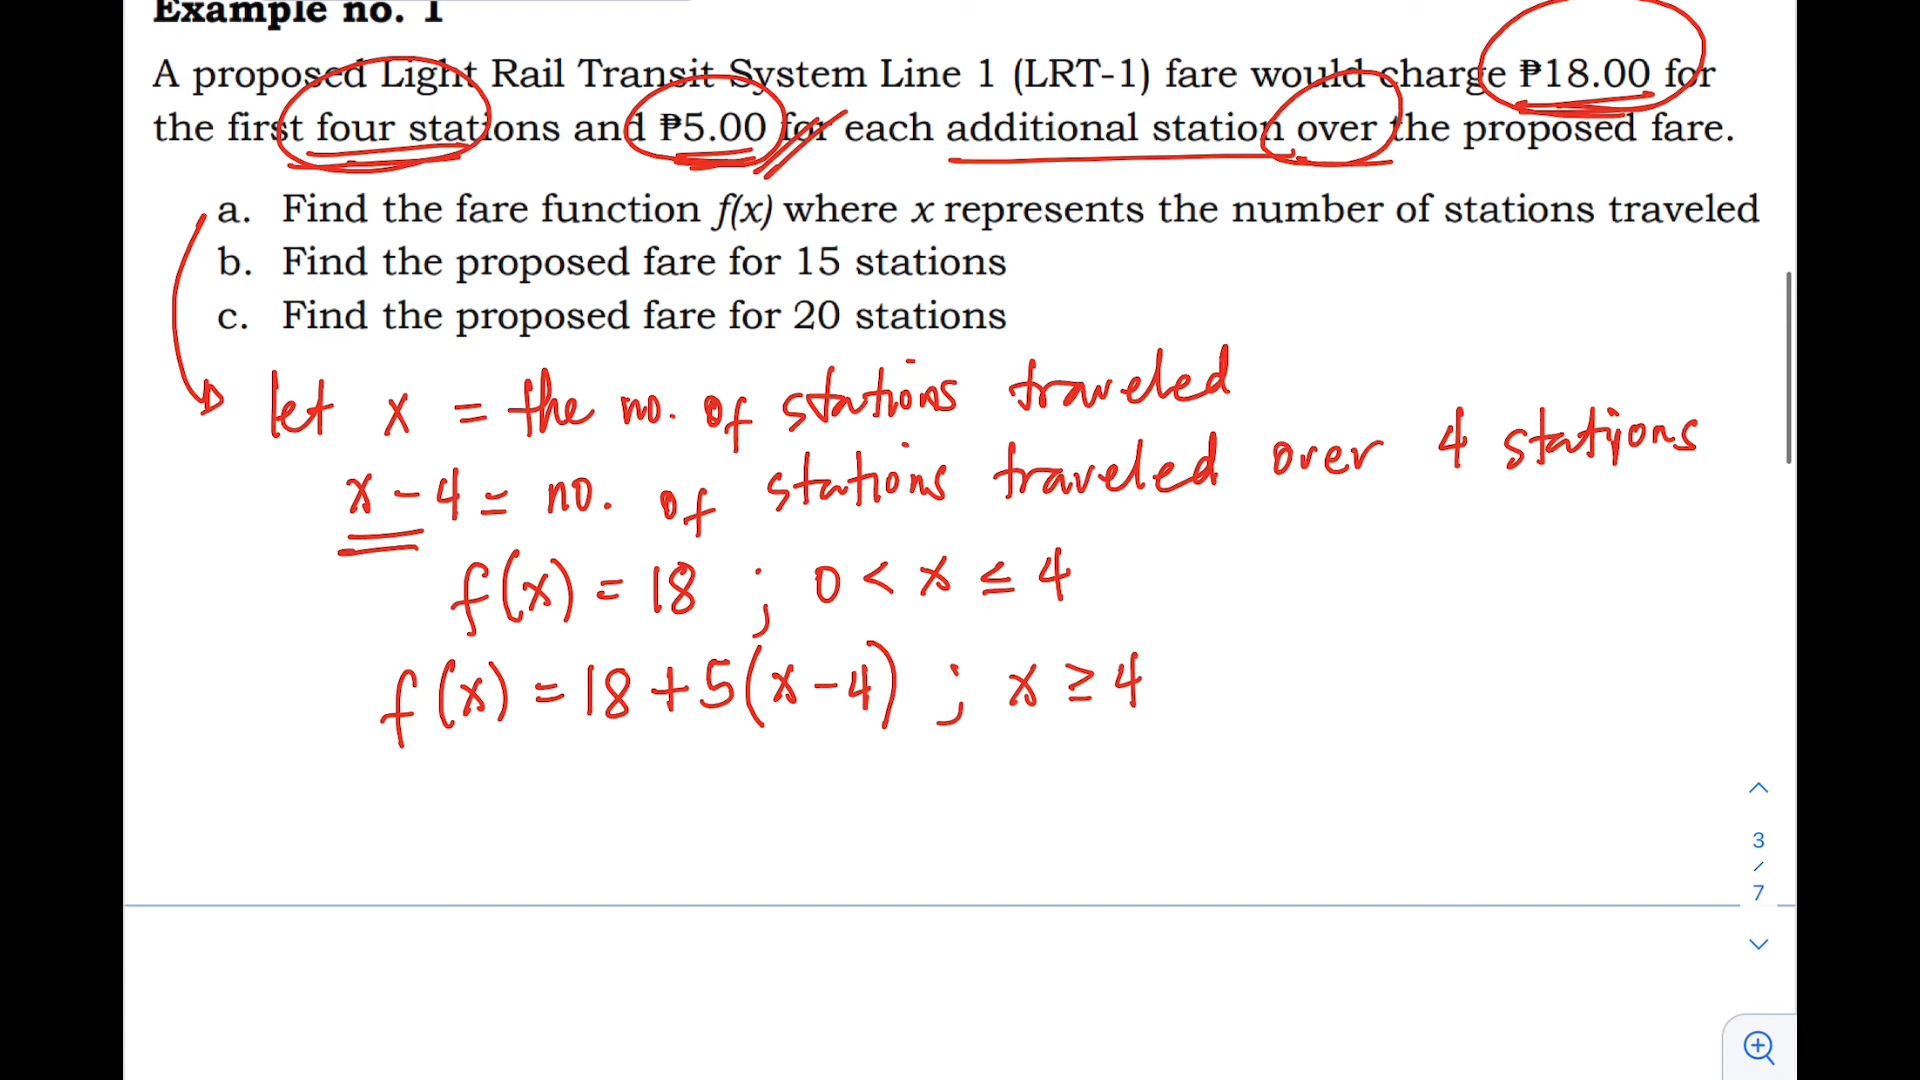 Example no. 1
A proposed Light Rail Transit System Line 1 (LRT-1) fare would charge ₱18.00 for
the first four stations and ₱5.00 for each additional station over the proposed fare.
a. Find the fare function f(x) where x represents the number of stations traveled
b. Find the proposed fare for 15 stations
c. Find the proposed fare for 20 stations
let x = the no. of stations traveled
x - 4 = no. of stations traveled over 4 stations
f(x) = 18 ; 0 < x ≤ 4
f(x) = 18 + 5(x - 4) ; x ≥ 4
3
/
7